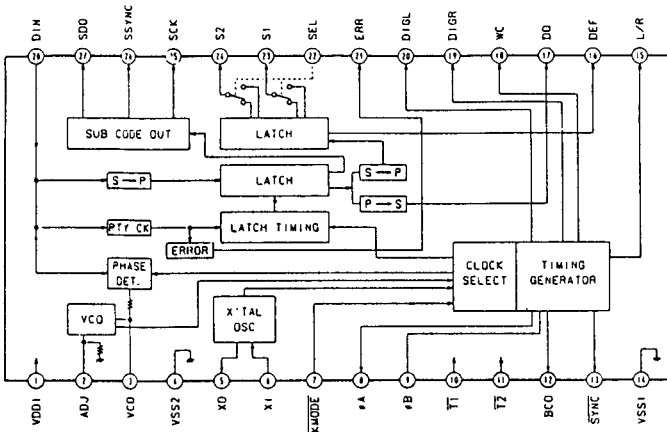 DIN
SDO
SSYNC
SCK
S2
S1
SEL
ERR
DIGL
DIGR
WC
DO
DEF
L/R
28
27
26
25
24
23
22
21
20
19
18
17
16
15
SUB CODE OUT
LATCH
S → P
LATCH
S → P
P → S
PTY CK
LATCH TIMING
ERROR
PHASE
DET.
CLOCK
SELECT
TIMING
GENERATOR
VCO
X'TAL
OSC
1
2
3
4
5
6
7
8
9
10
11
12
13
14
VDD1
ADJ
VCO
VSS2
XO
XI
KMODE
φA
φB
T1
T2
BCO
SYNC
VSS1